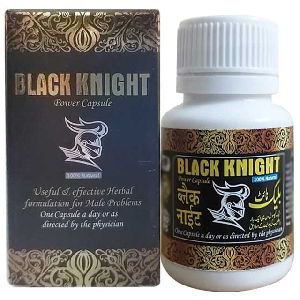 BLACK KNIGHT
Power Capsule
100% Natural
Useful & effective Herbal
formulation for Male Problems
One Capsule a day or as
directed by the physician
BLACK KNIGHT
Power Capsule
100% Natural
ब्लैक
नाईट
بلیک نائٹ
One Capsule a day or as directed by the physician